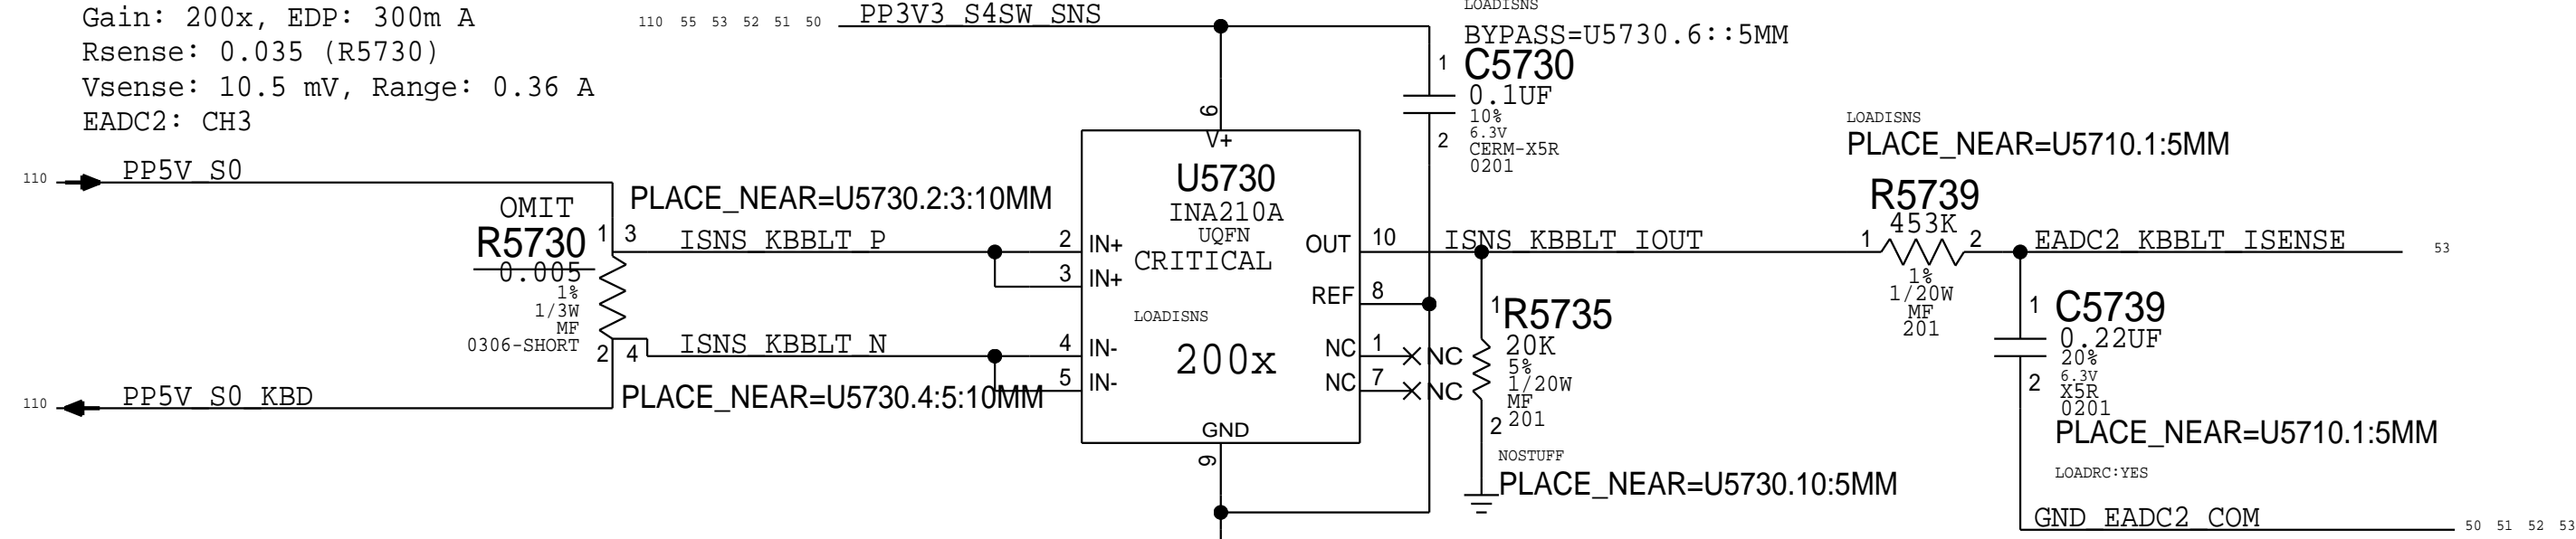 Gain: 200x, EDP: 300m A
Rsense: 0.035 (R5730)
Vsense: 10.5 mV, Range: 0.36 A
EADC2: CH3
110 55 53 52 51 50 PP3V3_S4SW_SNS
LOADISNS
BYPASS=U5730.6::5MM
1 C5730
0.1UF
10%
6.3V
2 CERM-X5R
0201
110 PP5V_S0
OMIT
R5730
0.005
1%
1/3W
MF
0306-SHORT
1 3
2 4
PLACE_NEAR=U5730.2:3:10MM
ISNS_KBBLT_P
ISNS_KBBLT_N
PLACE_NEAR=U5730.4:5:10MM
110 PP5V_S0_KBD
6
V+
U5730
INA210A
UQFN
CRITICAL
LOADISNS
200x
2 IN+
3 IN+
4 IN-
5 IN-
OUT 10
REF 8
NC 1 NC
NC 7 NC
GND
9
ISNS_KBBLT_IOUT
1 R5735
20K
5%
1/20W
MF
2 201
NOSTUFF
PLACE_NEAR=U5730.10:5MM
LOADISNS
PLACE_NEAR=U5710.1:5MM
R5739
453K
1 2
1%
1/20W
MF
201
EADC2_KBBLT_ISENSE 53
1 C5739
0.22UF
20%
6.3V
2 X5R
0201
PLACE_NEAR=U5710.1:5MM
LOADRC:YES
GND_EADC2_COM 50 51 52 53